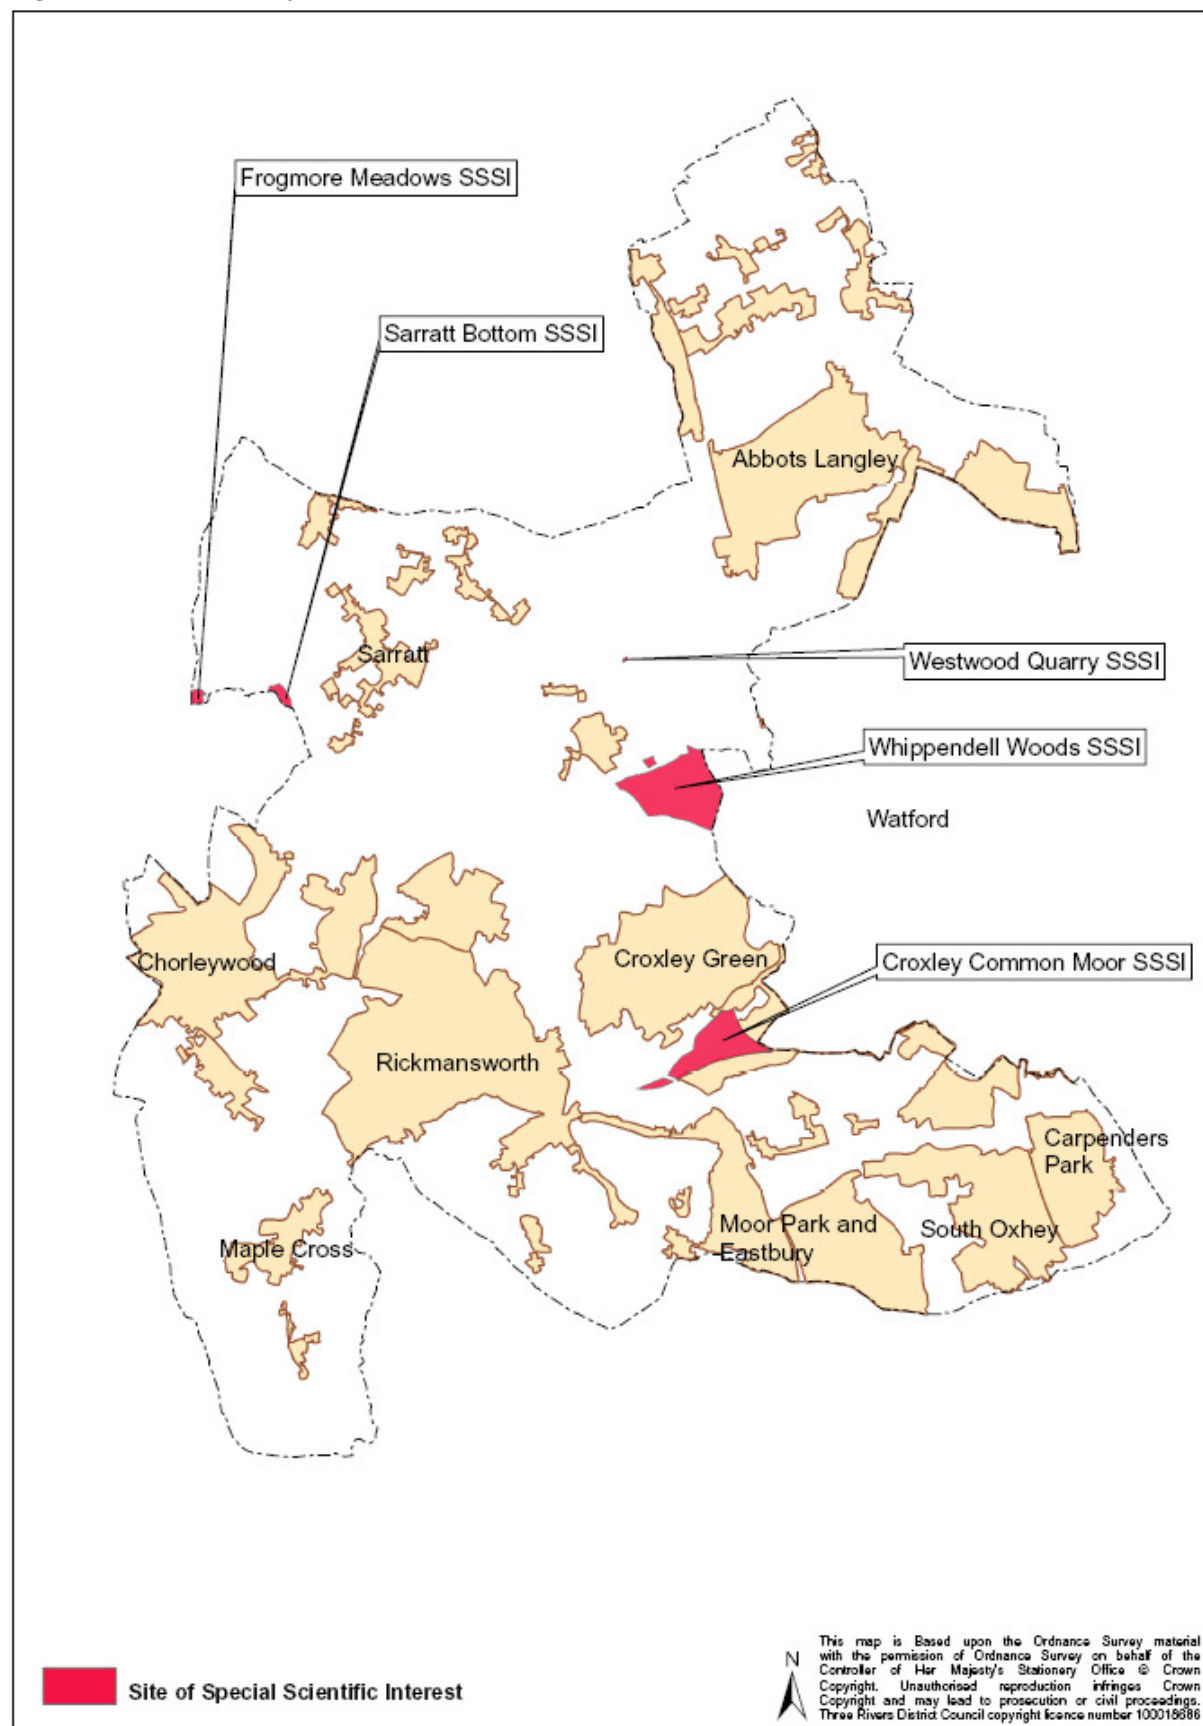 Frogmore Meadows SSSI
Sarratt Bottom SSSI
Abbots Langley
Sarratt
Westwood Quarry SSSI
Whippendell Woods SSSI
Watford
Chorleywood
Croxley Green
Croxley Common Moor SSSI
Rickmansworth
Carpenders
Park
Moor Park and
Eastbury
South Oxhey
Maple Cross
Site of Special Scientific Interest
N
This map is Based upon the Ordnance Survey material
with the permission of Ordnance Survey on behalf of the
Controller of Her Majesty's Stationery Office © Crown
Copyright. Unauthorised reproduction infringes Crown
Copyright and may lead to prosecution or civil proceedings.
Three Rivers District Council copyright licence number 100018686